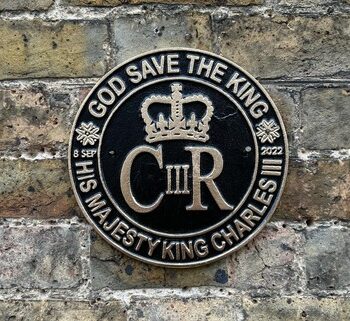 GOD SAVE THE KING
8 SEP
2022
CIIIR
HIS MAJESTY KING CHARLES III